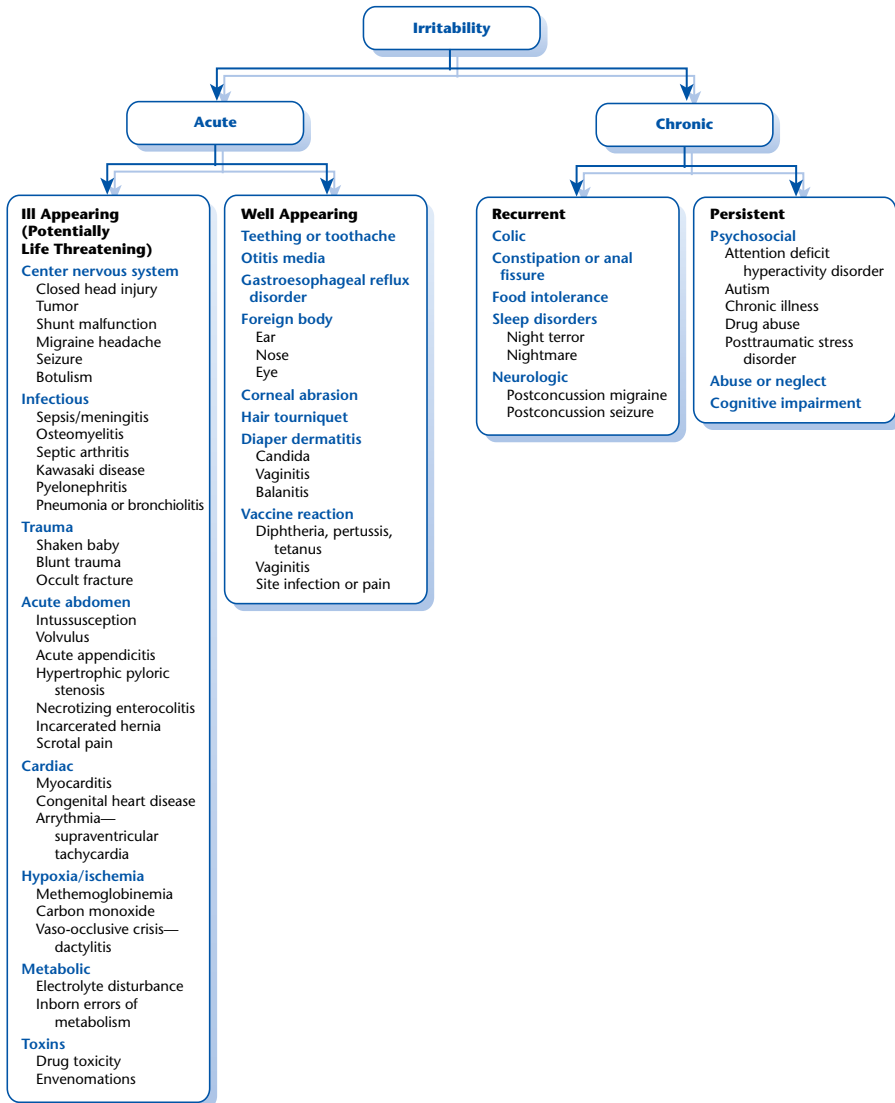 Irritability
Acute
Chronic
Ill Appearing
(Potentially
Life Threatening)
Center nervous system
Closed head injury
Tumor
Shunt malfunction
Migraine headache
Seizure
Botulism
Infectious
Sepsis/meningitis
Osteomyelitis
Septic arthritis
Kawasaki disease
Pyelonephritis
Pneumonia or bronchiolitis
Trauma
Shaken baby
Blunt trauma
Occult fracture
Acute abdomen
Intussusception
Volvulus
Acute appendicitis
Hypertrophic pyloric
stenosis
Necrotizing enterocolitis
Incarcerated hernia
Scrotal pain
Cardiac
Myocarditis
Congenital heart disease
Arrythmia—
supraventricular
tachycardia
Hypoxia/ischemia
Methemoglobinemia
Carbon monoxide
Vaso-occlusive crisis—
dactylitis
Metabolic
Electrolyte disturbance
Inborn errors of
metabolism
Toxins
Drug toxicity
Envenomations
Well Appearing
Teething or toothache
Otitis media
Gastroesophageal reflux
disorder
Foreign body
Ear
Nose
Eye
Corneal abrasion
Hair tourniquet
Diaper dermatitis
Candida
Vaginitis
Balanitis
Vaccine reaction
Diphtheria, pertussis,
tetanus
Vaginitis
Site infection or pain
Recurrent
Colic
Constipation or anal
fissure
Food intolerance
Sleep disorders
Night terror
Nightmare
Neurologic
Postconcussion migraine
Postconcussion seizure
Persistent
Psychosocial
Attention deficit
hyperactivity disorder
Autism
Chronic illness
Drug abuse
Posttraumatic stress
disorder
Abuse or neglect
Cognitive impairment